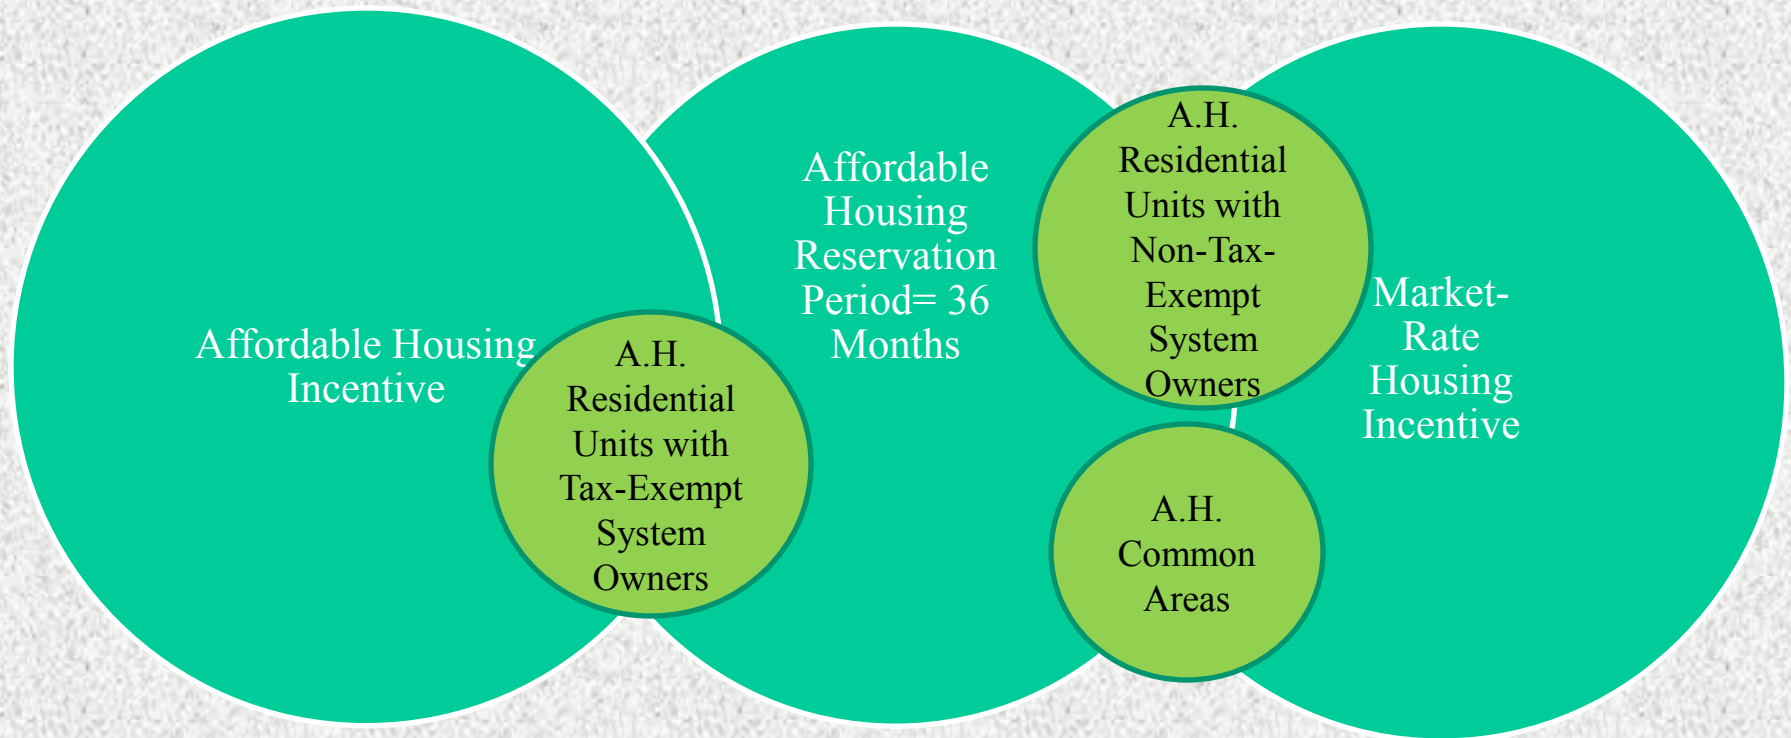 Affordable Housing
Incentive
A.H.
Residential
Units with
Tax-Exempt
System
Owners
Affordable
Housing
Reservation
Period= 36
Months
A.H.
Residential
Units with
Non-Tax-
Exempt
System
Owners
A.H.
Common
Areas
Market-
Rate
Housing
Incentive